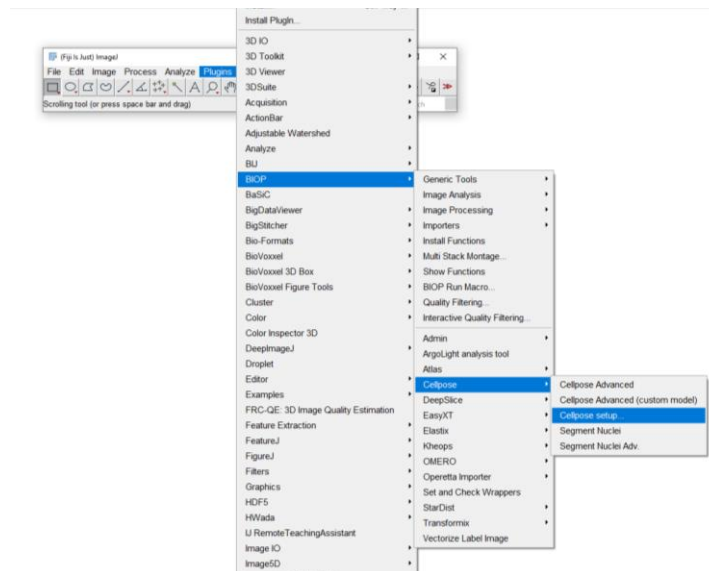 Install PlugIn...
(Fiji Is Just) ImageJ
File Edit Image Process Analyze Plugins
Scrolling tool (or press space bar and drag)
3D IO
3D Toolkit
3D Viewer
3DSuite
Acquisition
ActionBar
Adjustable Watershed
Analyze
BIJ
BIOP
BaSiC
BigDataViewer
BigStitcher
Bio-Formats
BioVoxxel
BioVoxxel 3D Box
BioVoxxel Figure Tools
Cluster
Color
Color Inspector 3D
DeepImageJ
Droplet
Editor
Examples
FRC-QE: 3D Image Quality Estimation
Feature Extraction
FeatureJ
FigureJ
Filters
Graphics
HDF5
HWada
IJ RemoteTeachingAssistant
Image IO
Image5D
Generic Tools
Image Analysis
Image Processing
Importers
Install Functions
Multi Stack Montage...
Show Functions
BIOP Run Macro...
Quality Filtering...
Interactive Quality Filtering...
Admin
ArgoLight analysis tool
Atlas
Cellpose
DeepSlice
EasyXT
Elastix
Kheops
OMERO
Operetta Importer
Set and Check Wrappers
StarDist
Transformix
Vectorize Label Image
Cellpose Advanced
Cellpose Advanced (custom model)
Cellpose setup...
Segment Nuclei
Segment Nuclei Adv.